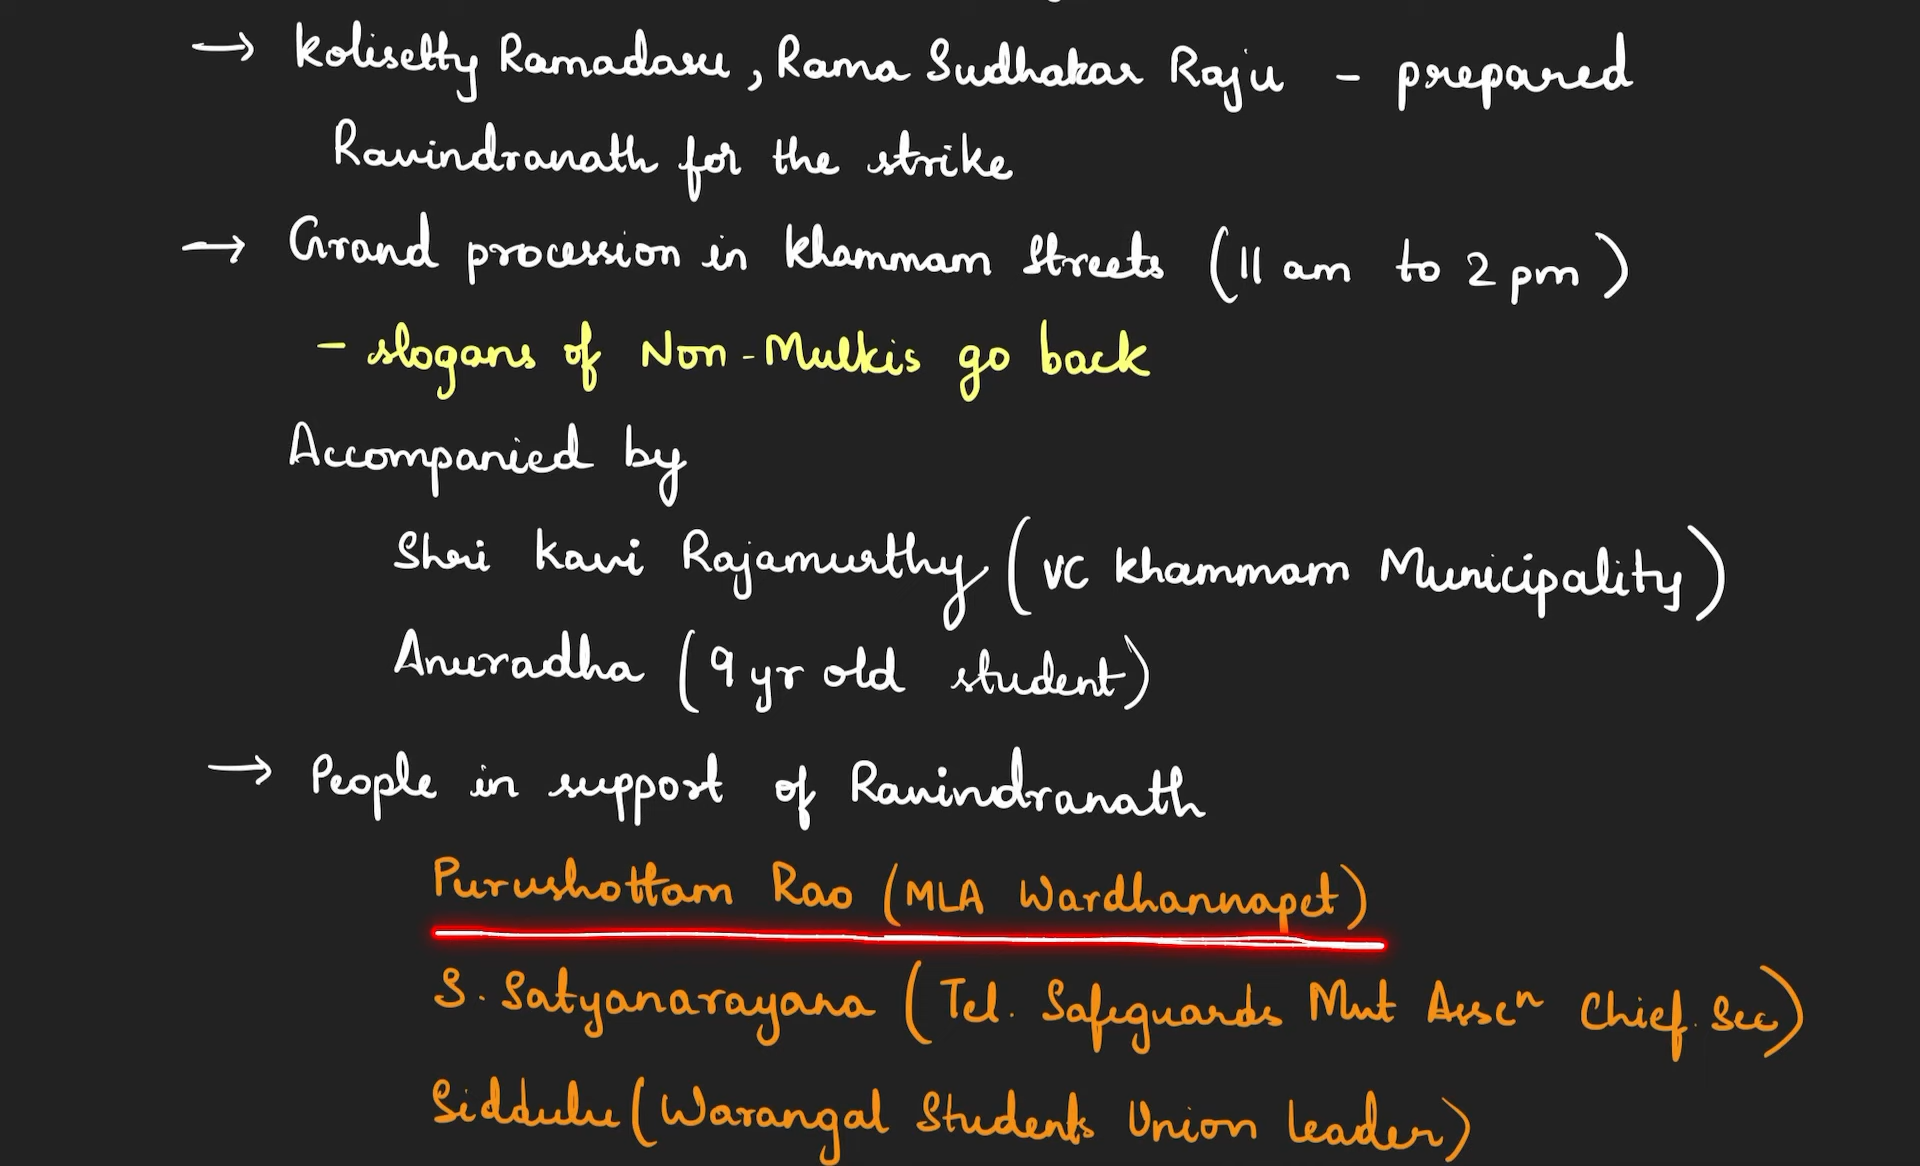 → Kolisetty Ramadasu, Rama Sudhakar Raju - prepared
Ravindranath for the strike
→ Grand procession in Khammam Streets (11 am to 2 pm)
- slogans of Non-Mulkis go back
Accompanied by
Shri Kavi Rajamurthy (VC Khammam Municipality)
Anuradha (9 yr old student)
→ People in support of Ravindranath
Purushottam Rao (MLA Wardhannapet)
S. Satyanarayana (Tel. Safeguards Mvt Asscn Chief. Sec)
Siddulu (Warangal Students Union leader)